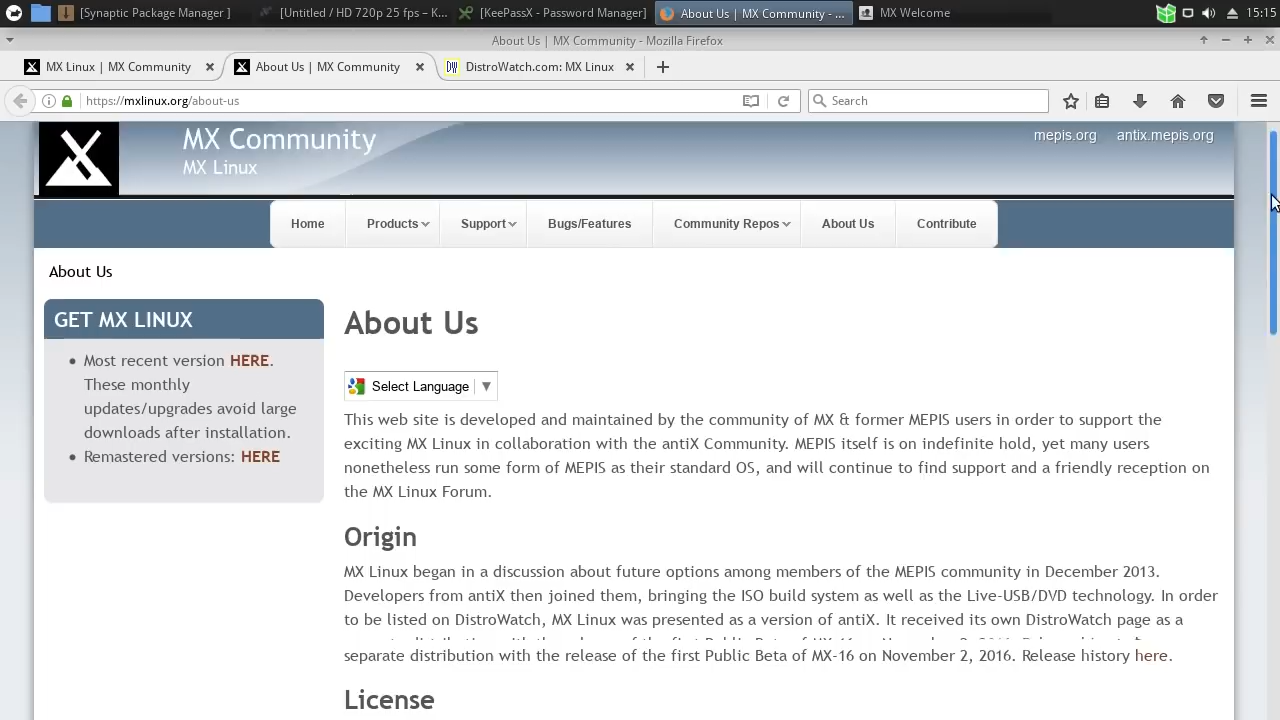 [Synaptic Package Manager ]
[Untitled / HD 720p 25 fps – K...
[KeePassX - Password Manager]
About Us | MX Community - ...
MX Welcome
15:15
About Us | MX Community - Mozilla Firefox
MX Linux | MX Community
About Us | MX Community
DW DistroWatch.com: MX Linux
https://mxlinux.org/about-us
Search
MX Community
MX Linux
mepis.org
antix.mepis.org
Home
Products
Support
Bugs/Features
Community Repos
About Us
Contribute
About Us
GET MX LINUX
Most recent version HERE.
These monthly
updates/upgrades avoid large
downloads after installation.
Remastered versions: HERE
About Us
Select Language ▼
This web site is developed and maintained by the community of MX & former MEPIS users in order to support the
exciting MX Linux in collaboration with the antiX Community. MEPIS itself is on indefinite hold, yet many users
nonetheless run some form of MEPIS as their standard OS, and will continue to find support and a friendly reception on
the MX Linux Forum.
Origin
MX Linux began in a discussion about future options among members of the MEPIS community in December 2013.
Developers from antiX then joined them, bringing the ISO build system as well as the Live-USB/DVD technology. In order
to be listed on DistroWatch, MX Linux was presented as a version of antiX. It received its own DistroWatch page as a
separate distribution with the release of the first Public Beta of MX-16 on November 2, 2016. Release history here.
License